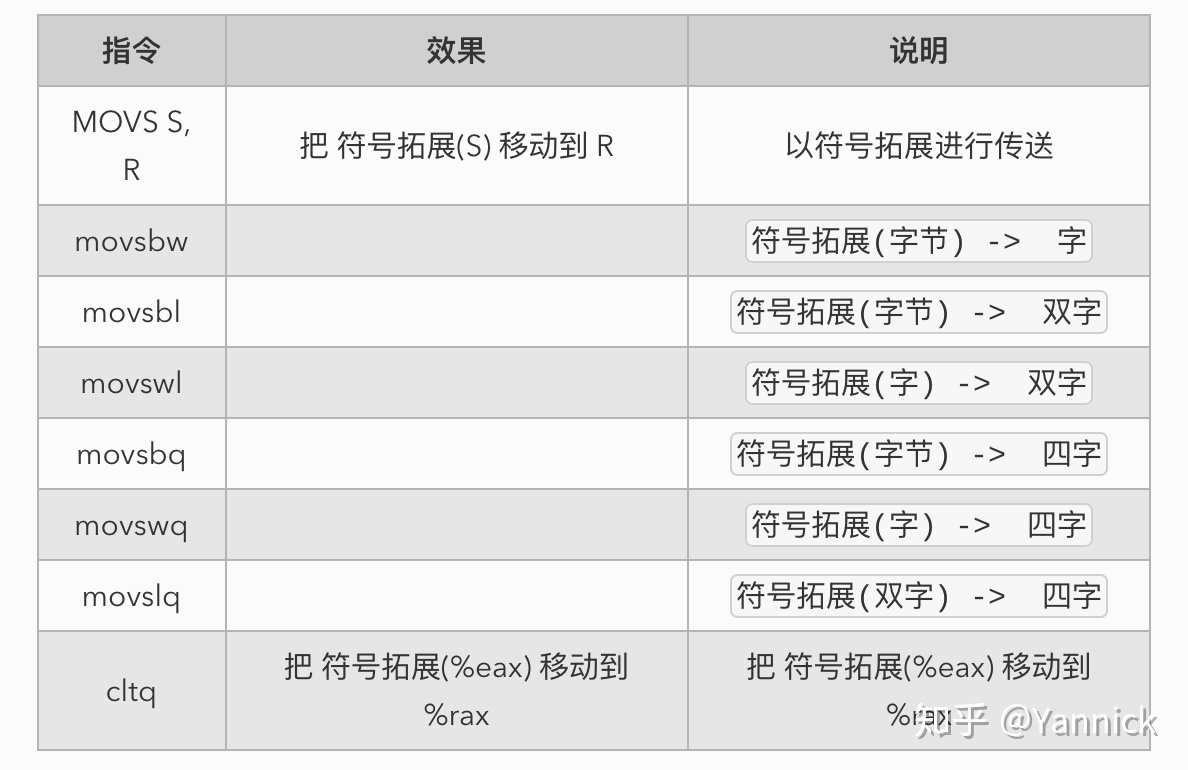 指令 效果 说明
MOVS S,
R
把 符号拓展(S) 移动到 R
以符号拓展进行传送
movsbw 符号拓展(字节) -> 字
movsbl 符号拓展(字节) -> 双字
movswl 符号拓展(字) -> 双字
movsbq 符号拓展(字节) -> 四字
movswq 符号拓展(字) -> 四字
movslq 符号拓展(双字) -> 四字
cltq
把 符号拓展(%eax) 移动到
%rax
把 符号拓展(%eax) 移动到
%rax
知乎 @Yannick